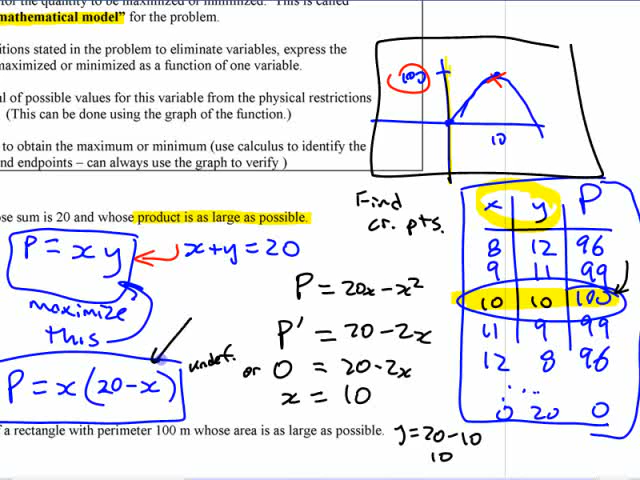 for the quantity to be maximized or minimized. This is called
mathematical model" for the problem.
itions stated in the problem to eliminate variables, express the
maximized or minimized as a function of one variable.
al of possible values for this variable from the physical restrictions
(This can be done using the graph of the function.)
to obtain the maximum or minimum (use calculus to identify the
nd endpoints – can always use the graph to verify )
100
10
ose sum is 20 and whose product is as large as possible.
Find
cr. pts.
P = xy
x+y=20
maximize
this
P = x(20-x)
P = 20x-x²
P' = 20-2x
undef. or 0 = 20-2x
x = 10
x y P
8 12 96
9 11 99
10 10 100
11 9 99
12 8 96
...
0 20 0
f a rectangle with perimeter 100 m whose area is as large as possible.
y=20-10
10